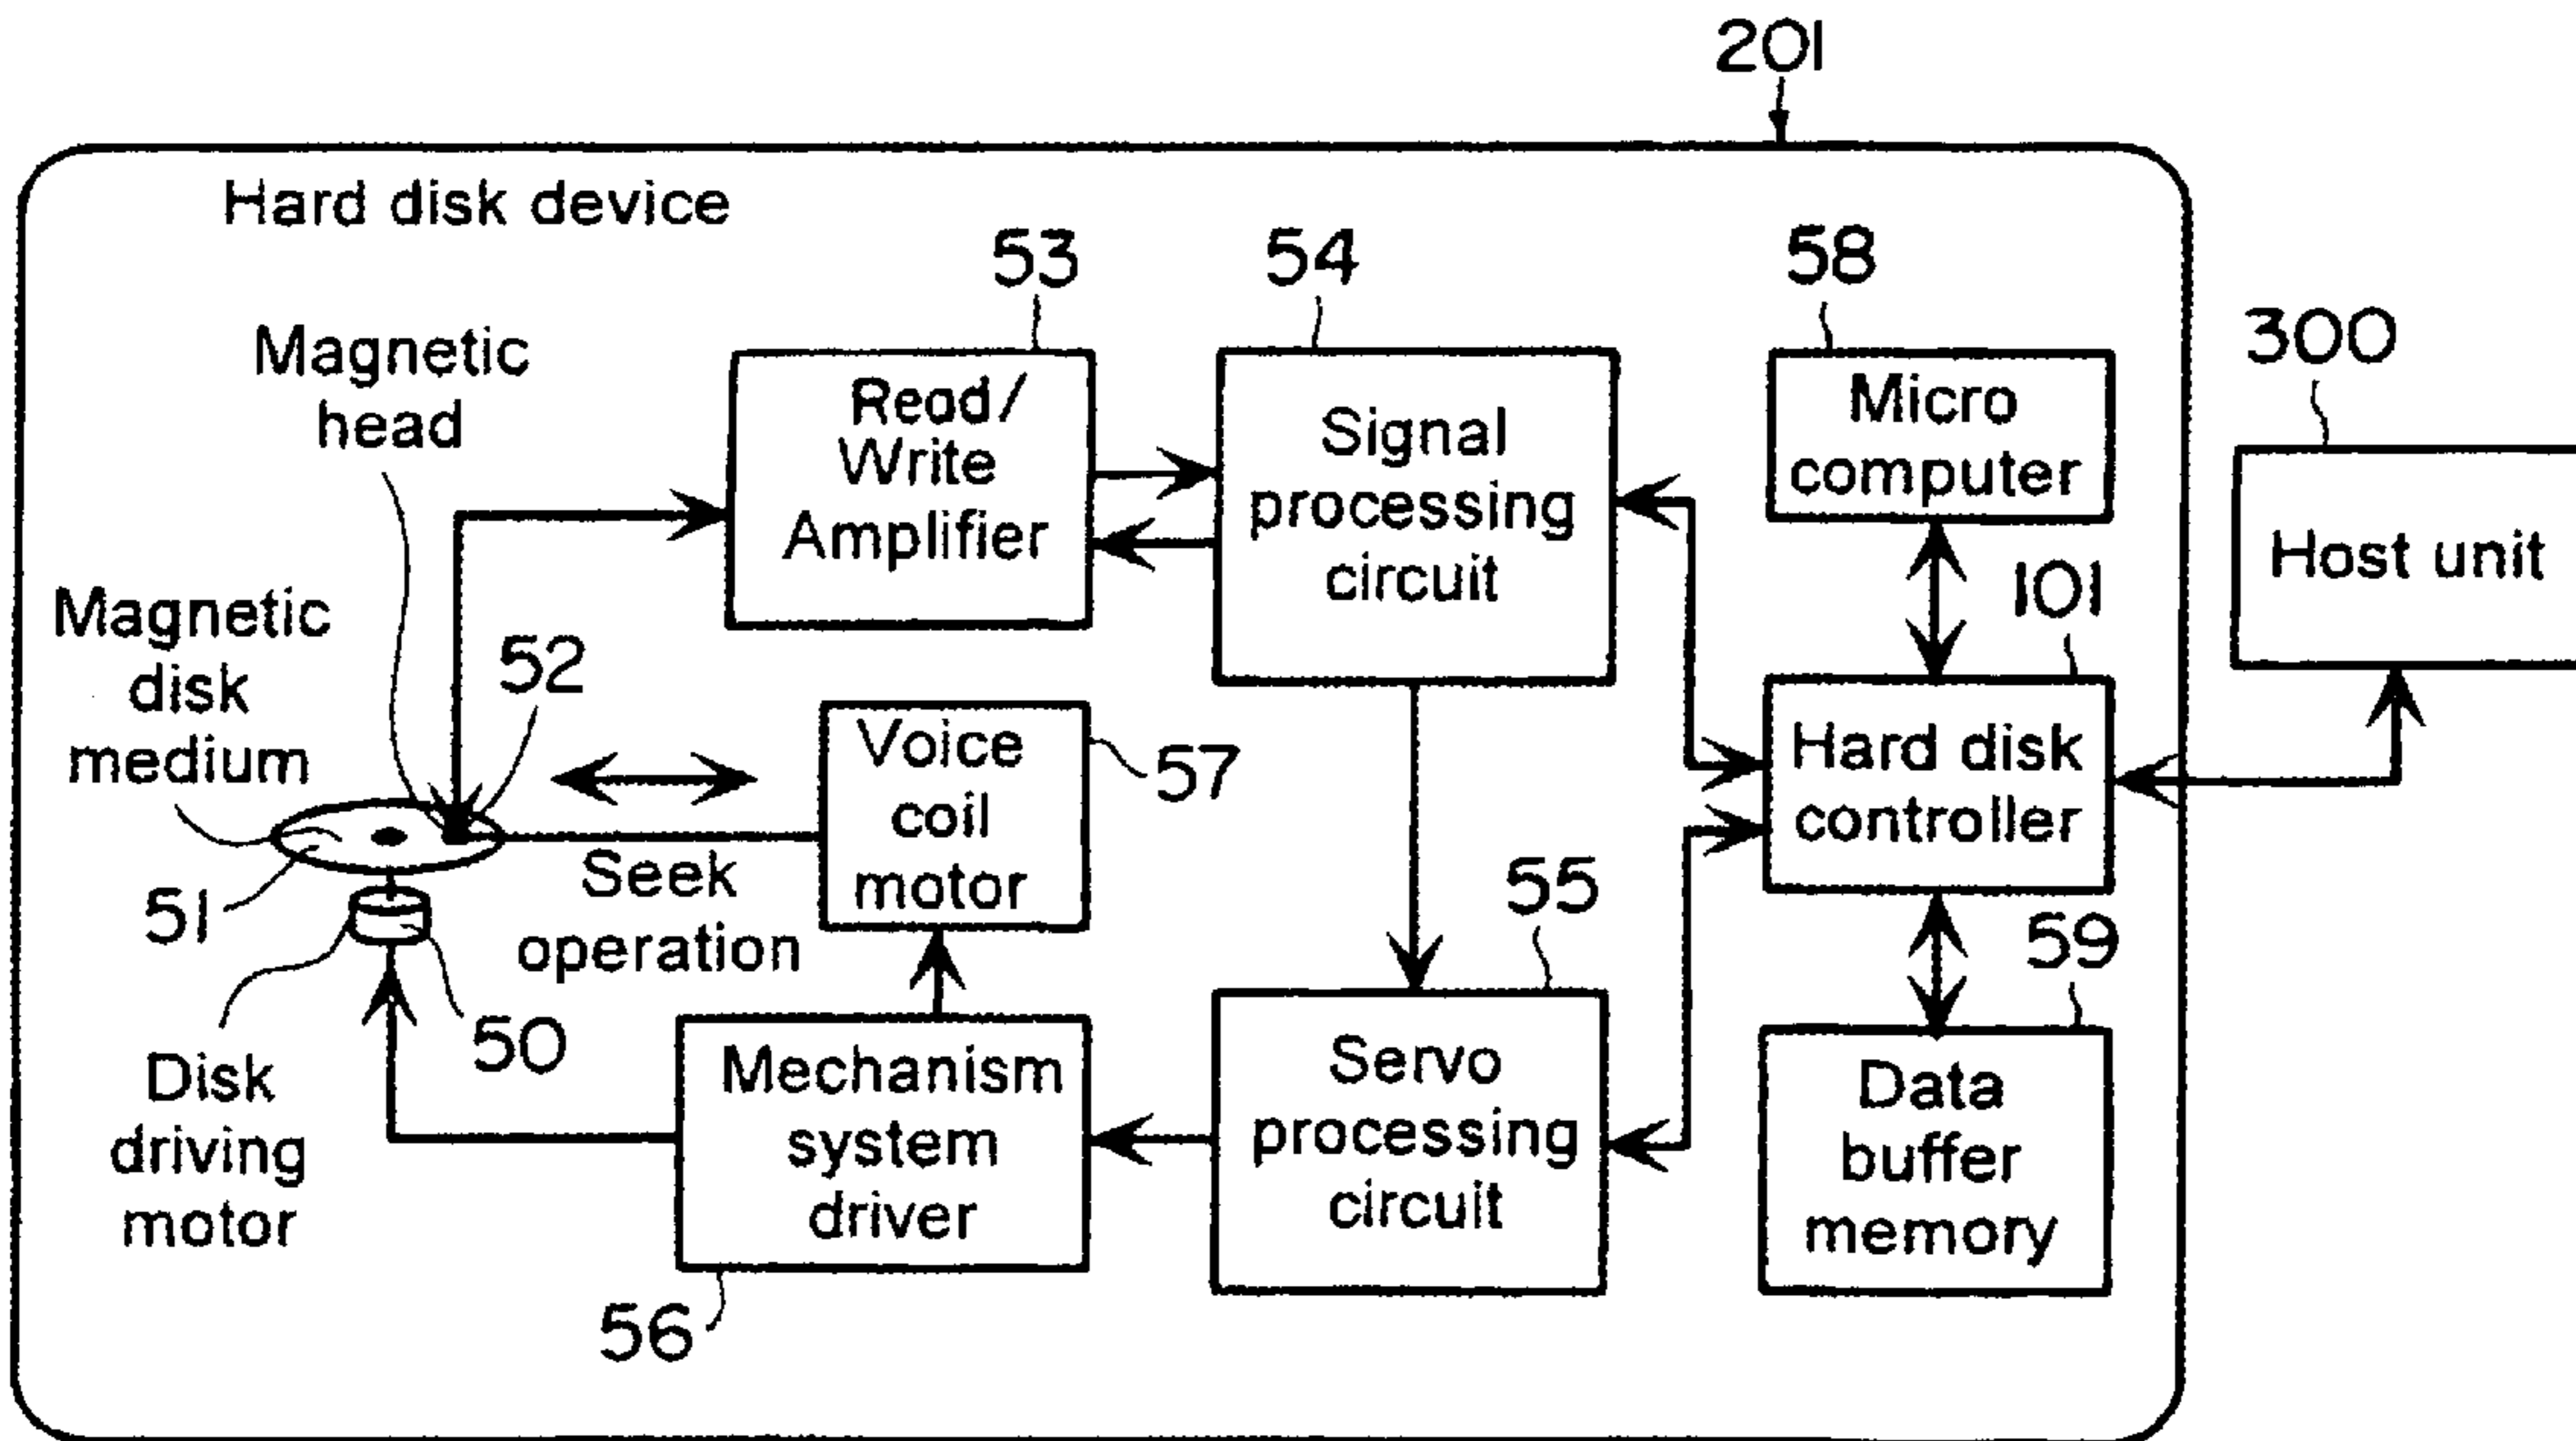 201
Hard disk device
53
54
58
300
Magnetic
head
Read/
Write
Amplifier
Signal
processing
circuit
Micro
computer
Host unit
101
Magnetic
disk
medium
52
Voice
coil
motor
57
Hard disk
controller
51
Seek
operation
50
55
59
Disk
driving
motor
Mechanism
system
driver
56
Servo
processing
circuit
Data
buffer
memory